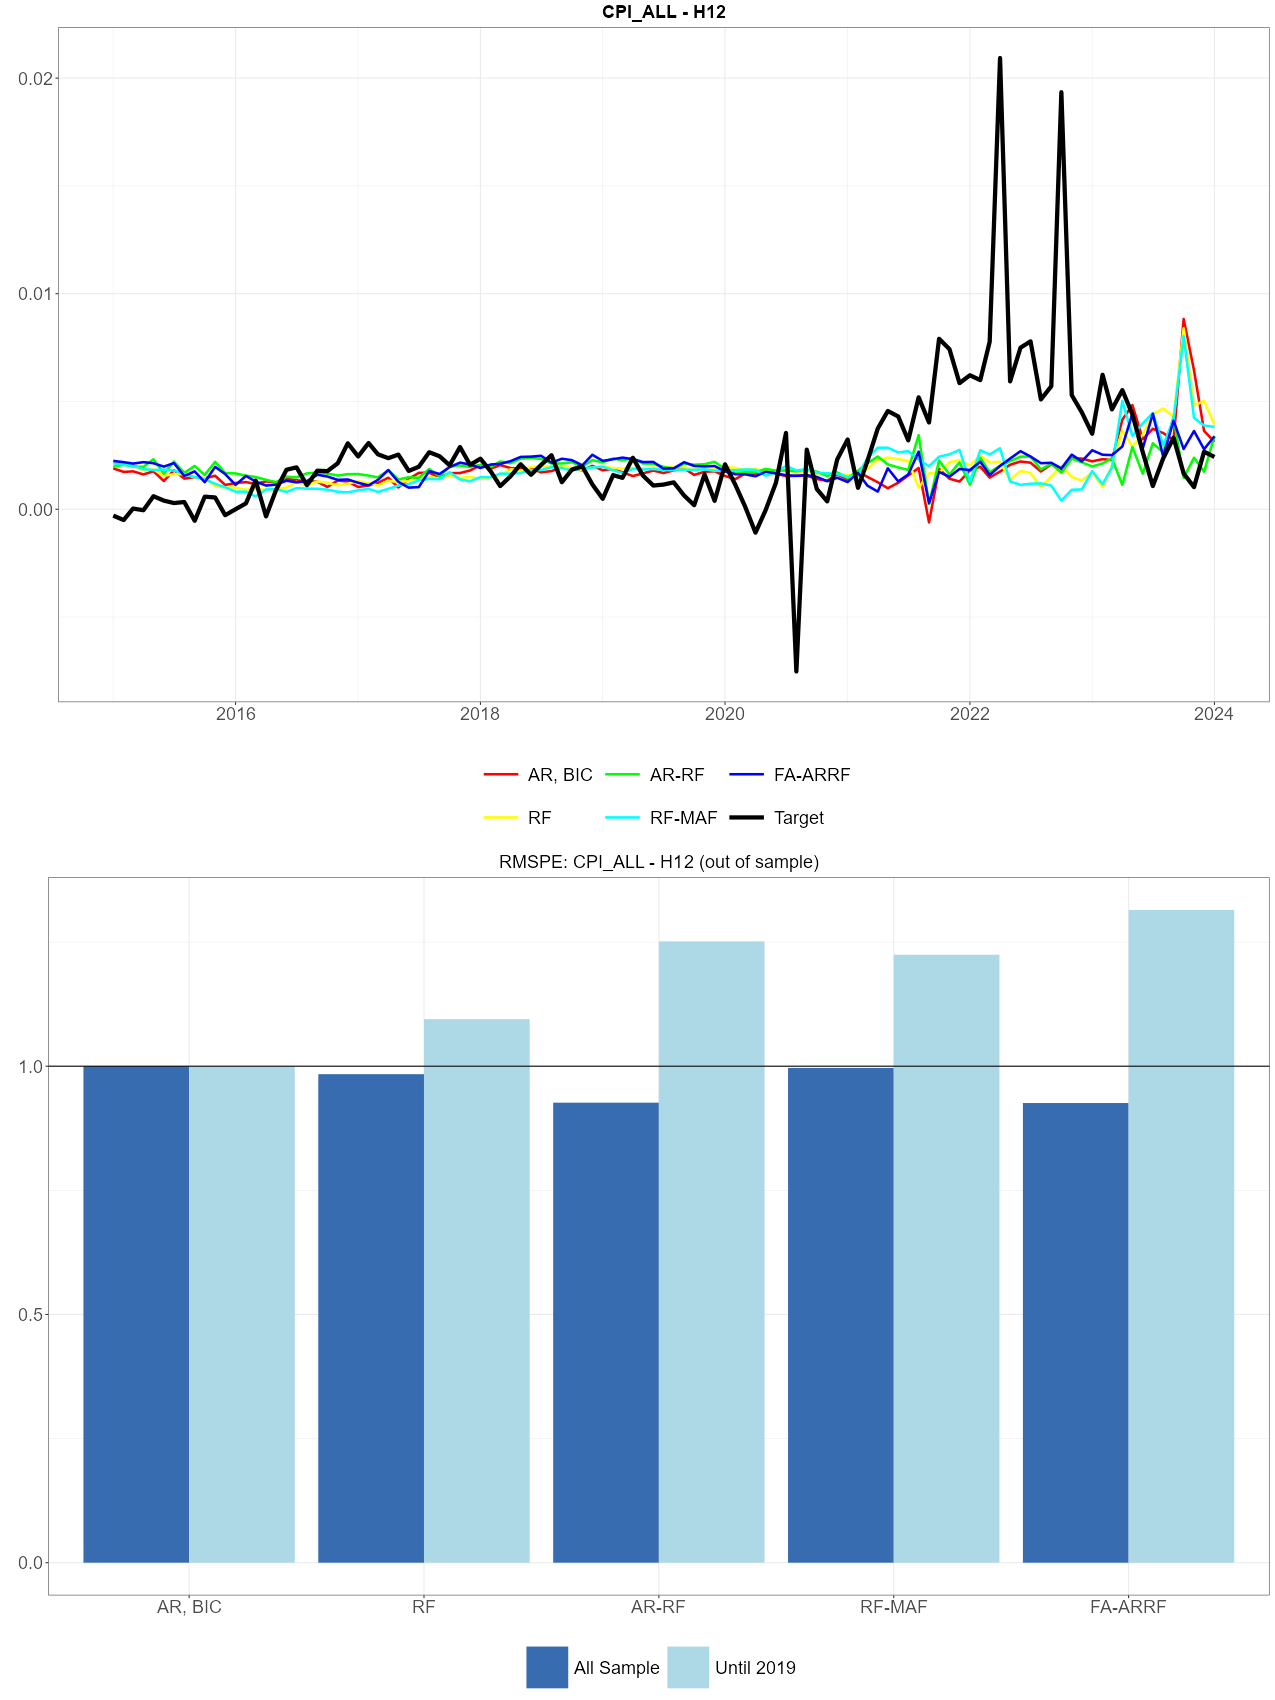 CPI_ALL - H12
0.02
0.01
0.00
2016 2018 2020 2022 2024
AR, BIC AR-RF FA-ARRF
RF RF-MAF Target
RMSPE: CPI_ALL - H12 (out of sample)
1.0
0.5
0.0
AR, BIC RF AR-RF RF-MAF FA-ARRF
All Sample Until 2019